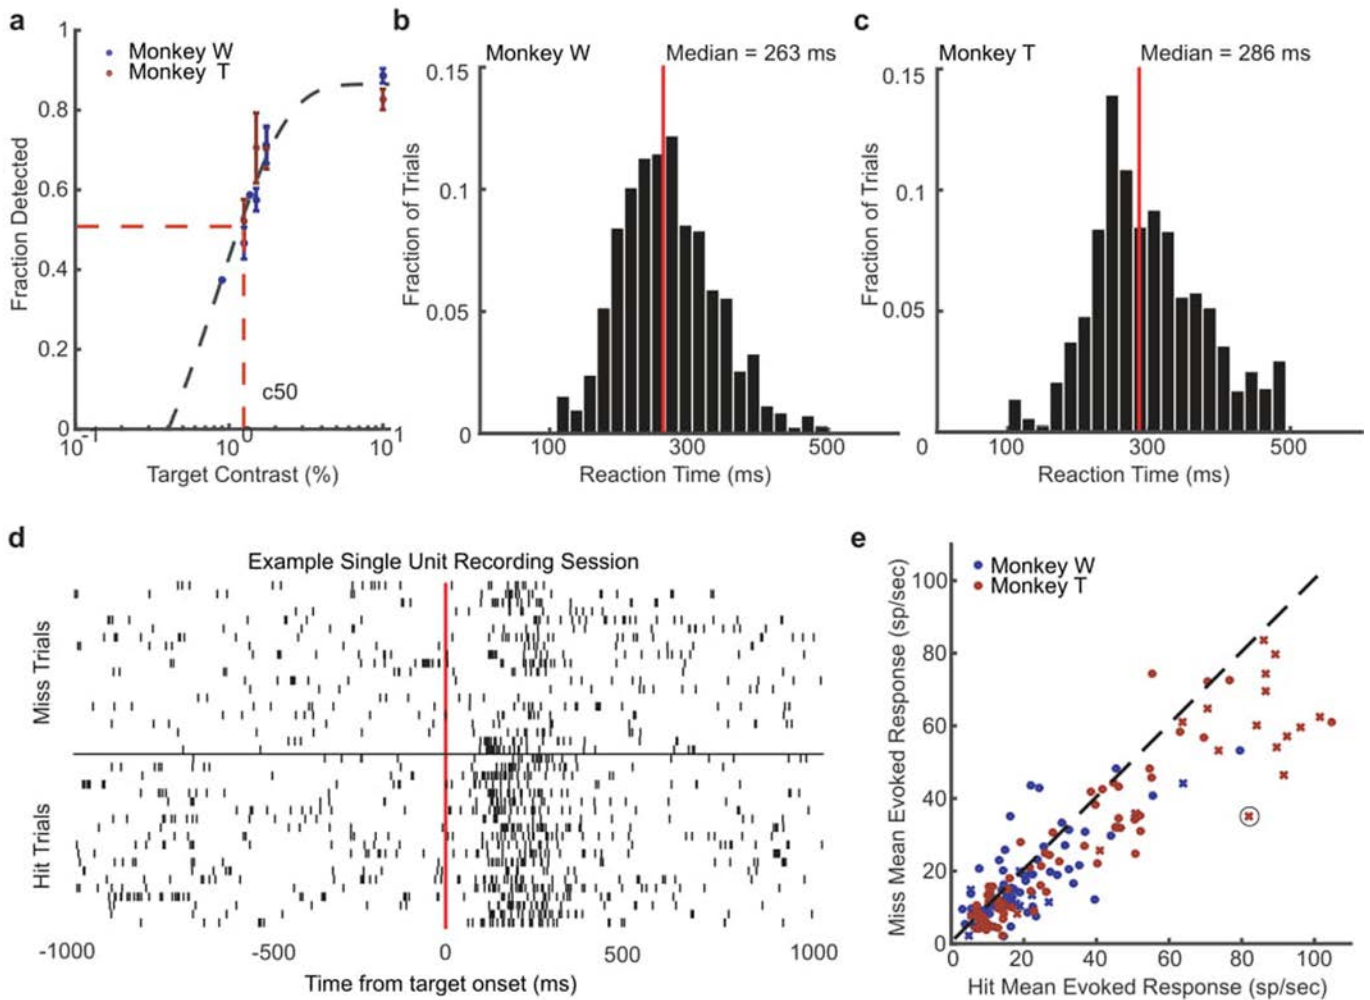 a
Monkey W
Monkey T
1
0.8
0.6
0.4
0.2
0
Fraction Detected
c50
10^-1
10^0
10^1
Target Contrast (%)
b
Monkey W
Median = 263 ms
0.15
0.1
0.05
0
Fraction of Trials
100
300
500
Reaction Time (ms)
c
Monkey T
Median = 286 ms
0.15
0.1
0.05
0
Fraction of Trials
0
100
300
500
Reaction Time (ms)
d
Example Single Unit Recording Session
Miss Trials
Hit Trials
-1000
-500
0
500
1000
Time from target onset (ms)
e
Monkey W
Monkey T
100
80
60
40
20
0
Miss Mean Evoked Response (sp/sec)
0
20
40
60
80
100
Hit Mean Evoked Response (sp/sec)